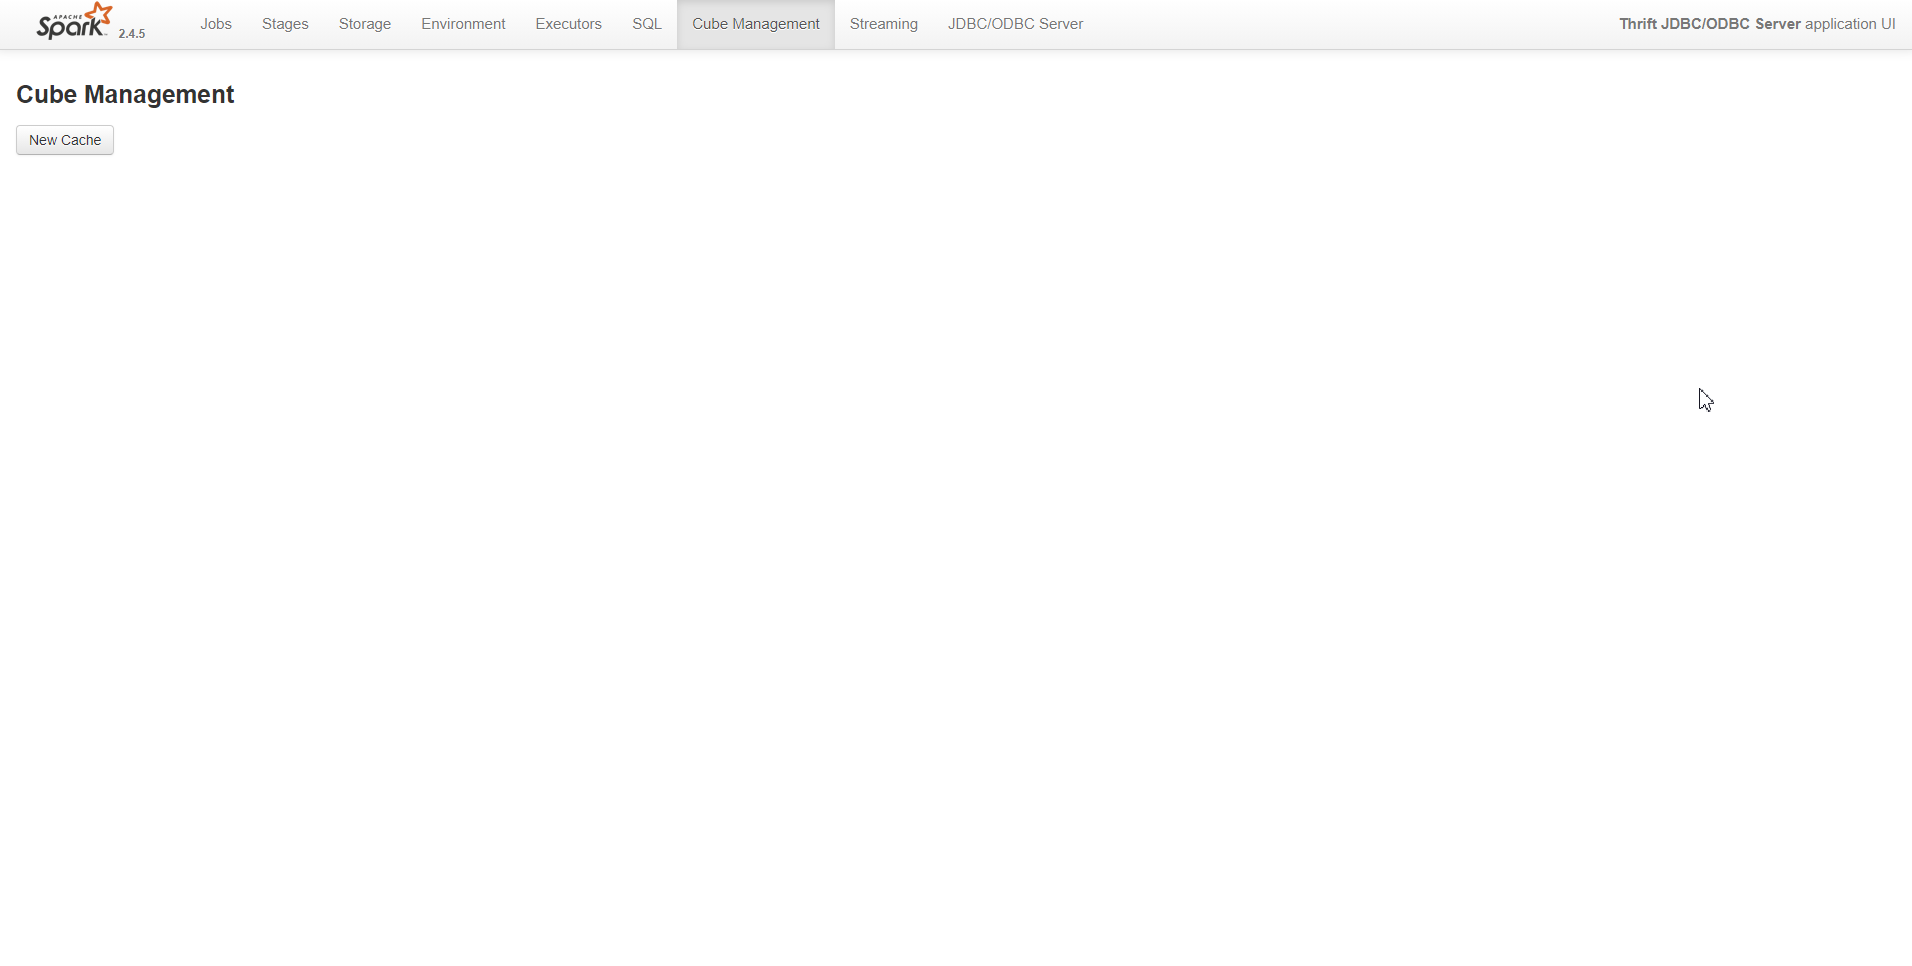 APACHE
Spark 2.4.5 Jobs Stages Storage Environment Executors SQL Cube Management Streaming JDBC/ODBC Server Thrift JDBC/ODBC Server application UI
Cube Management
New Cache